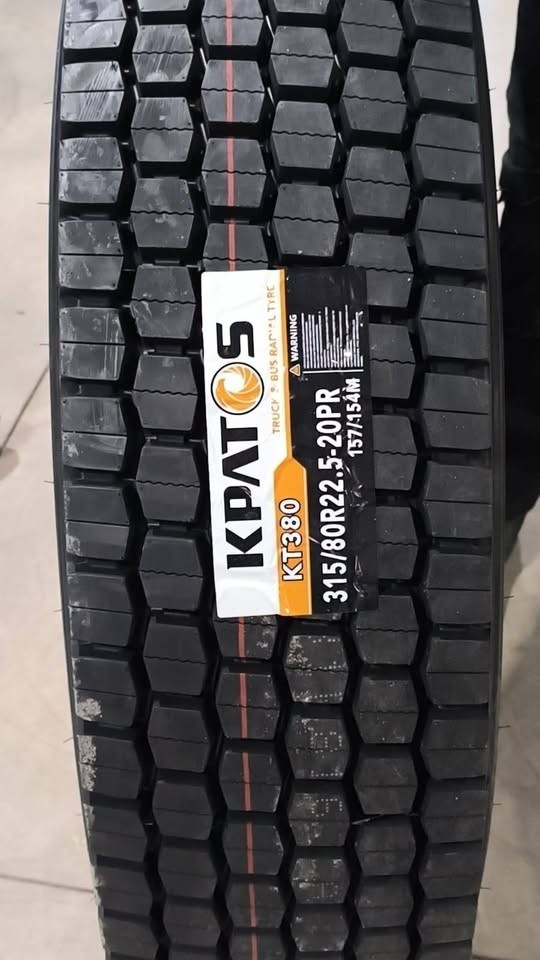 KPATOS
TRUCK & BUS RADIAL TYRE
WARNING
KT380
315/80R22.5-20PR
157/154M